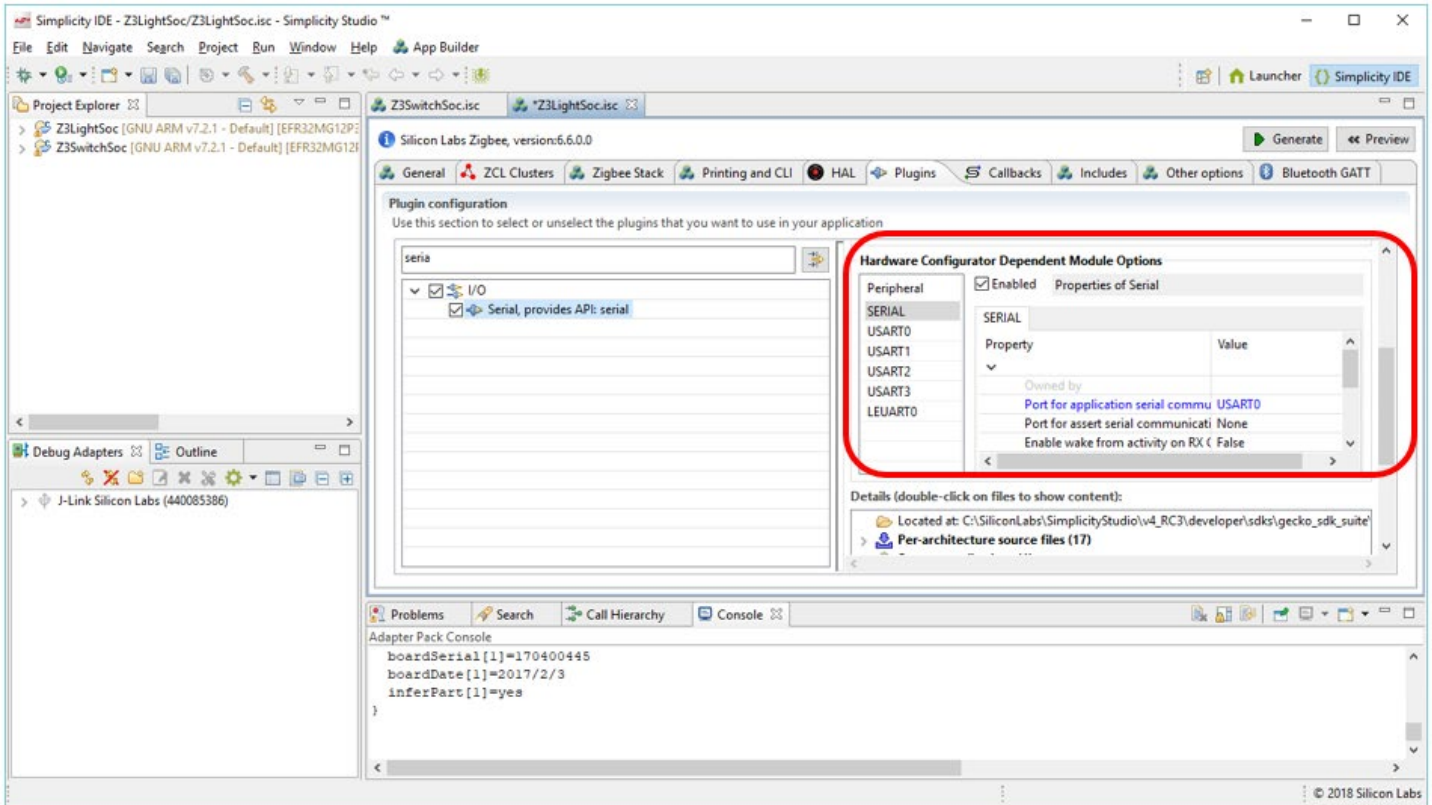 Simplicity IDE - Z3LightSoc/Z3LightSoc.isc - Simplicity Studio ™
File Edit Navigate Search Project Run Window Help App Builder
Launcher Simplicity IDE
Project Explorer
Z3LightSoc [GNU ARM v7.2.1 - Default] [EFR32MG12P
Z3SwitchSoc [GNU ARM v7.2.1 - Default] [EFR32MG12
Z3SwitchSoc.isc *Z3LightSoc.isc
Silicon Labs Zigbee, version:6.6.0.0
Generate Preview
General ZCL Clusters Zigbee Stack Printing and CLI HAL Plugins Callbacks Includes Other options Bluetooth GATT
Plugin configuration
Use this section to select or unselect the plugins that you want to use in your application
seria
I/O
Serial, provides API: serial
Hardware Configurator Dependent Module Options
Peripheral
SERIAL
USART0
USART1
USART2
USART3
LEUART0
Enabled Properties of Serial
SERIAL
Property Value
Owned by
Port for application serial commu USART0
Port for assert serial communicati None
Enable wake from activity on RX ( False
Details (double-click on files to show content):
Located at: C:\SiliconLabs\SimplicityStudio\v4_RC3\developer\sdks\gecko_sdk_suite\
Per-architecture source files (17)
Debug Adapters Outline
J-Link Silicon Labs (440085386)
Problems Search Call Hierarchy Console
Adapter Pack Console
boardSerial[1]=170400445
boardDate[1]=2017/2/3
inferPart[1]=yes
}
© 2018 Silicon Labs